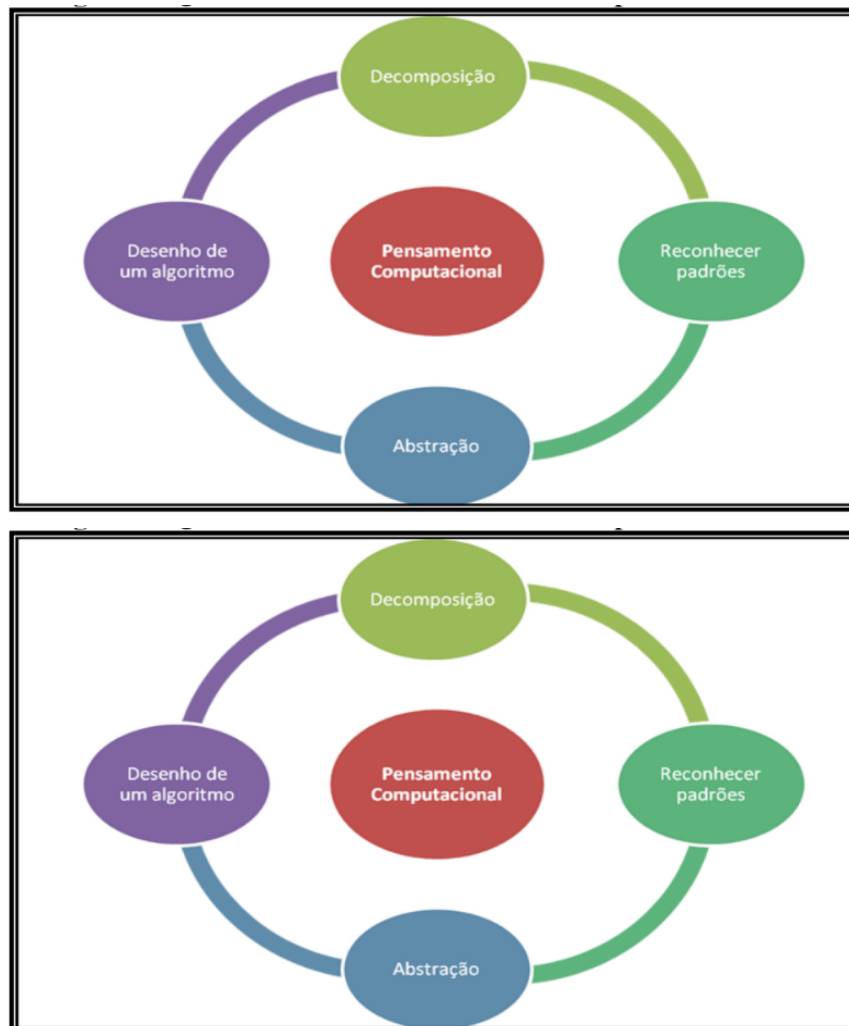 Decomposição
Desenho de
um algoritmo
Pensamento
Computacional
Reconhecer
padrões
Abstração
Decomposição
Desenho de
um algoritmo
Pensamento
Computacional
Reconhecer
padrões
Abstração